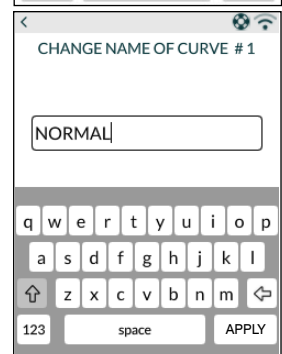 CHANGE NAME OF CURVE # 1
NORMAL
q w e r t y u i o p
a s d f g h j k l
z x c v b n m
123 space APPLY